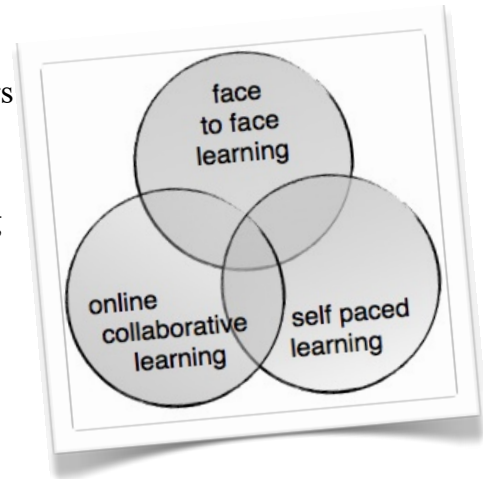 face
to face
learning
online
collaborative
learning
self paced
learning